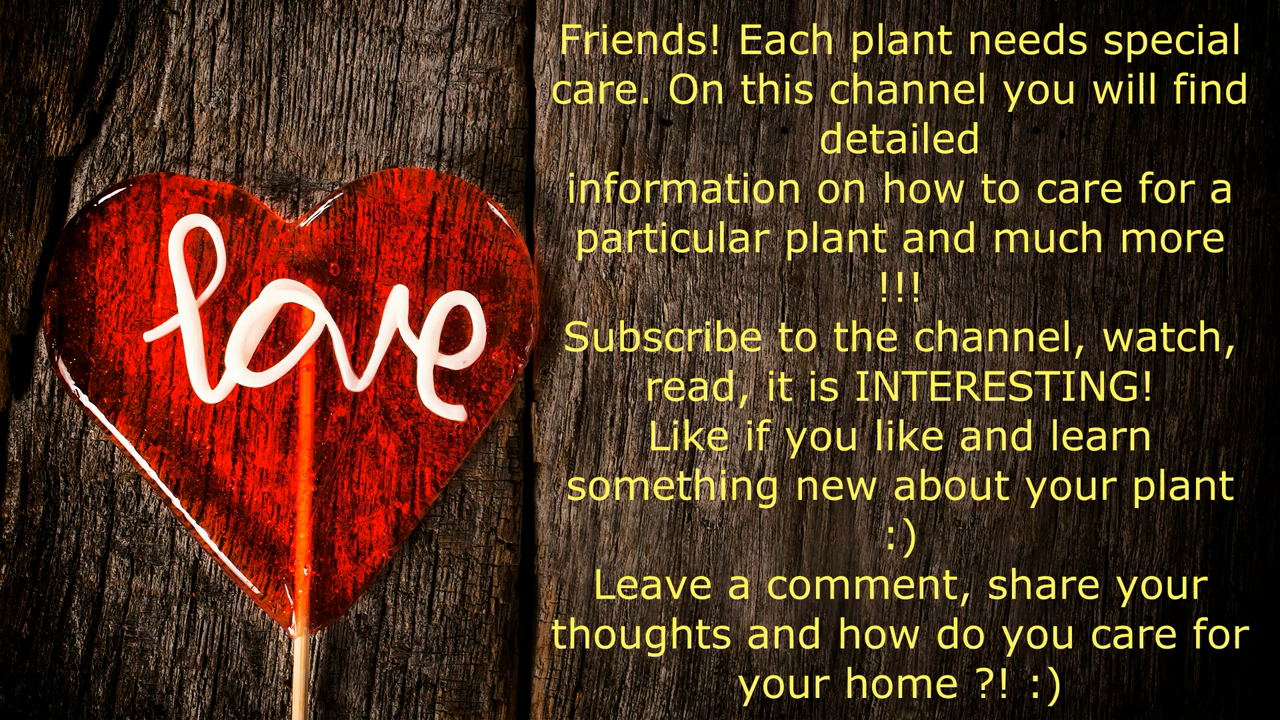 love
Friends! Each plant needs special
care. On this channel you will find
detailed
information on how to care for a
particular plant and much more
!!!
Subscribe to the channel, watch,
read, it is INTERESTING!
Like if you like and learn
something new about your plant
:)
Leave a comment, share your
thoughts and how do you care for
your home ?! :)